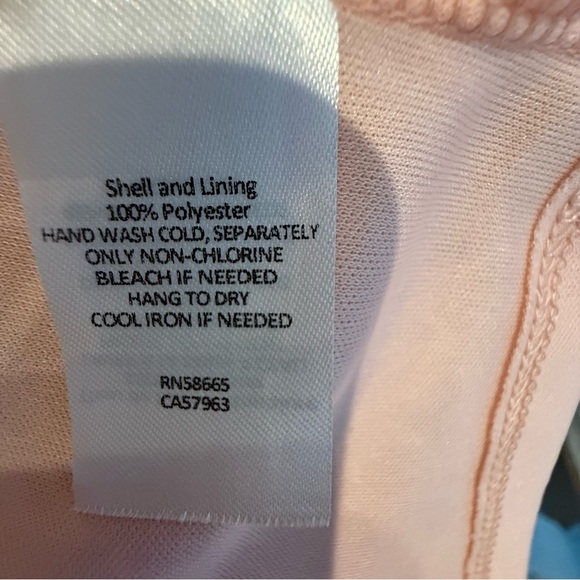 Shell and Lining
100% Polyester
HAND WASH COLD, SEPARATELY
ONLY NON-CHLORINE
BLEACH IF NEEDED
HANG TO DRY
COOL IRON IF NEEDED
RN58665
CA57963